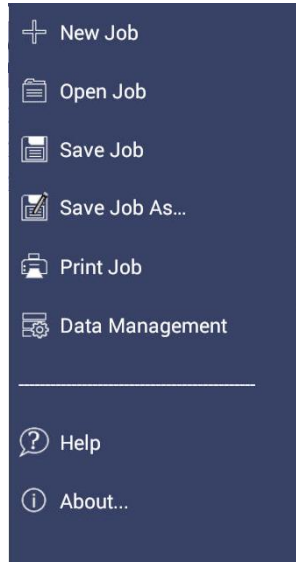 New Job
Open Job
Save Job
Save Job As...
Print Job
Data Management
Help
About...